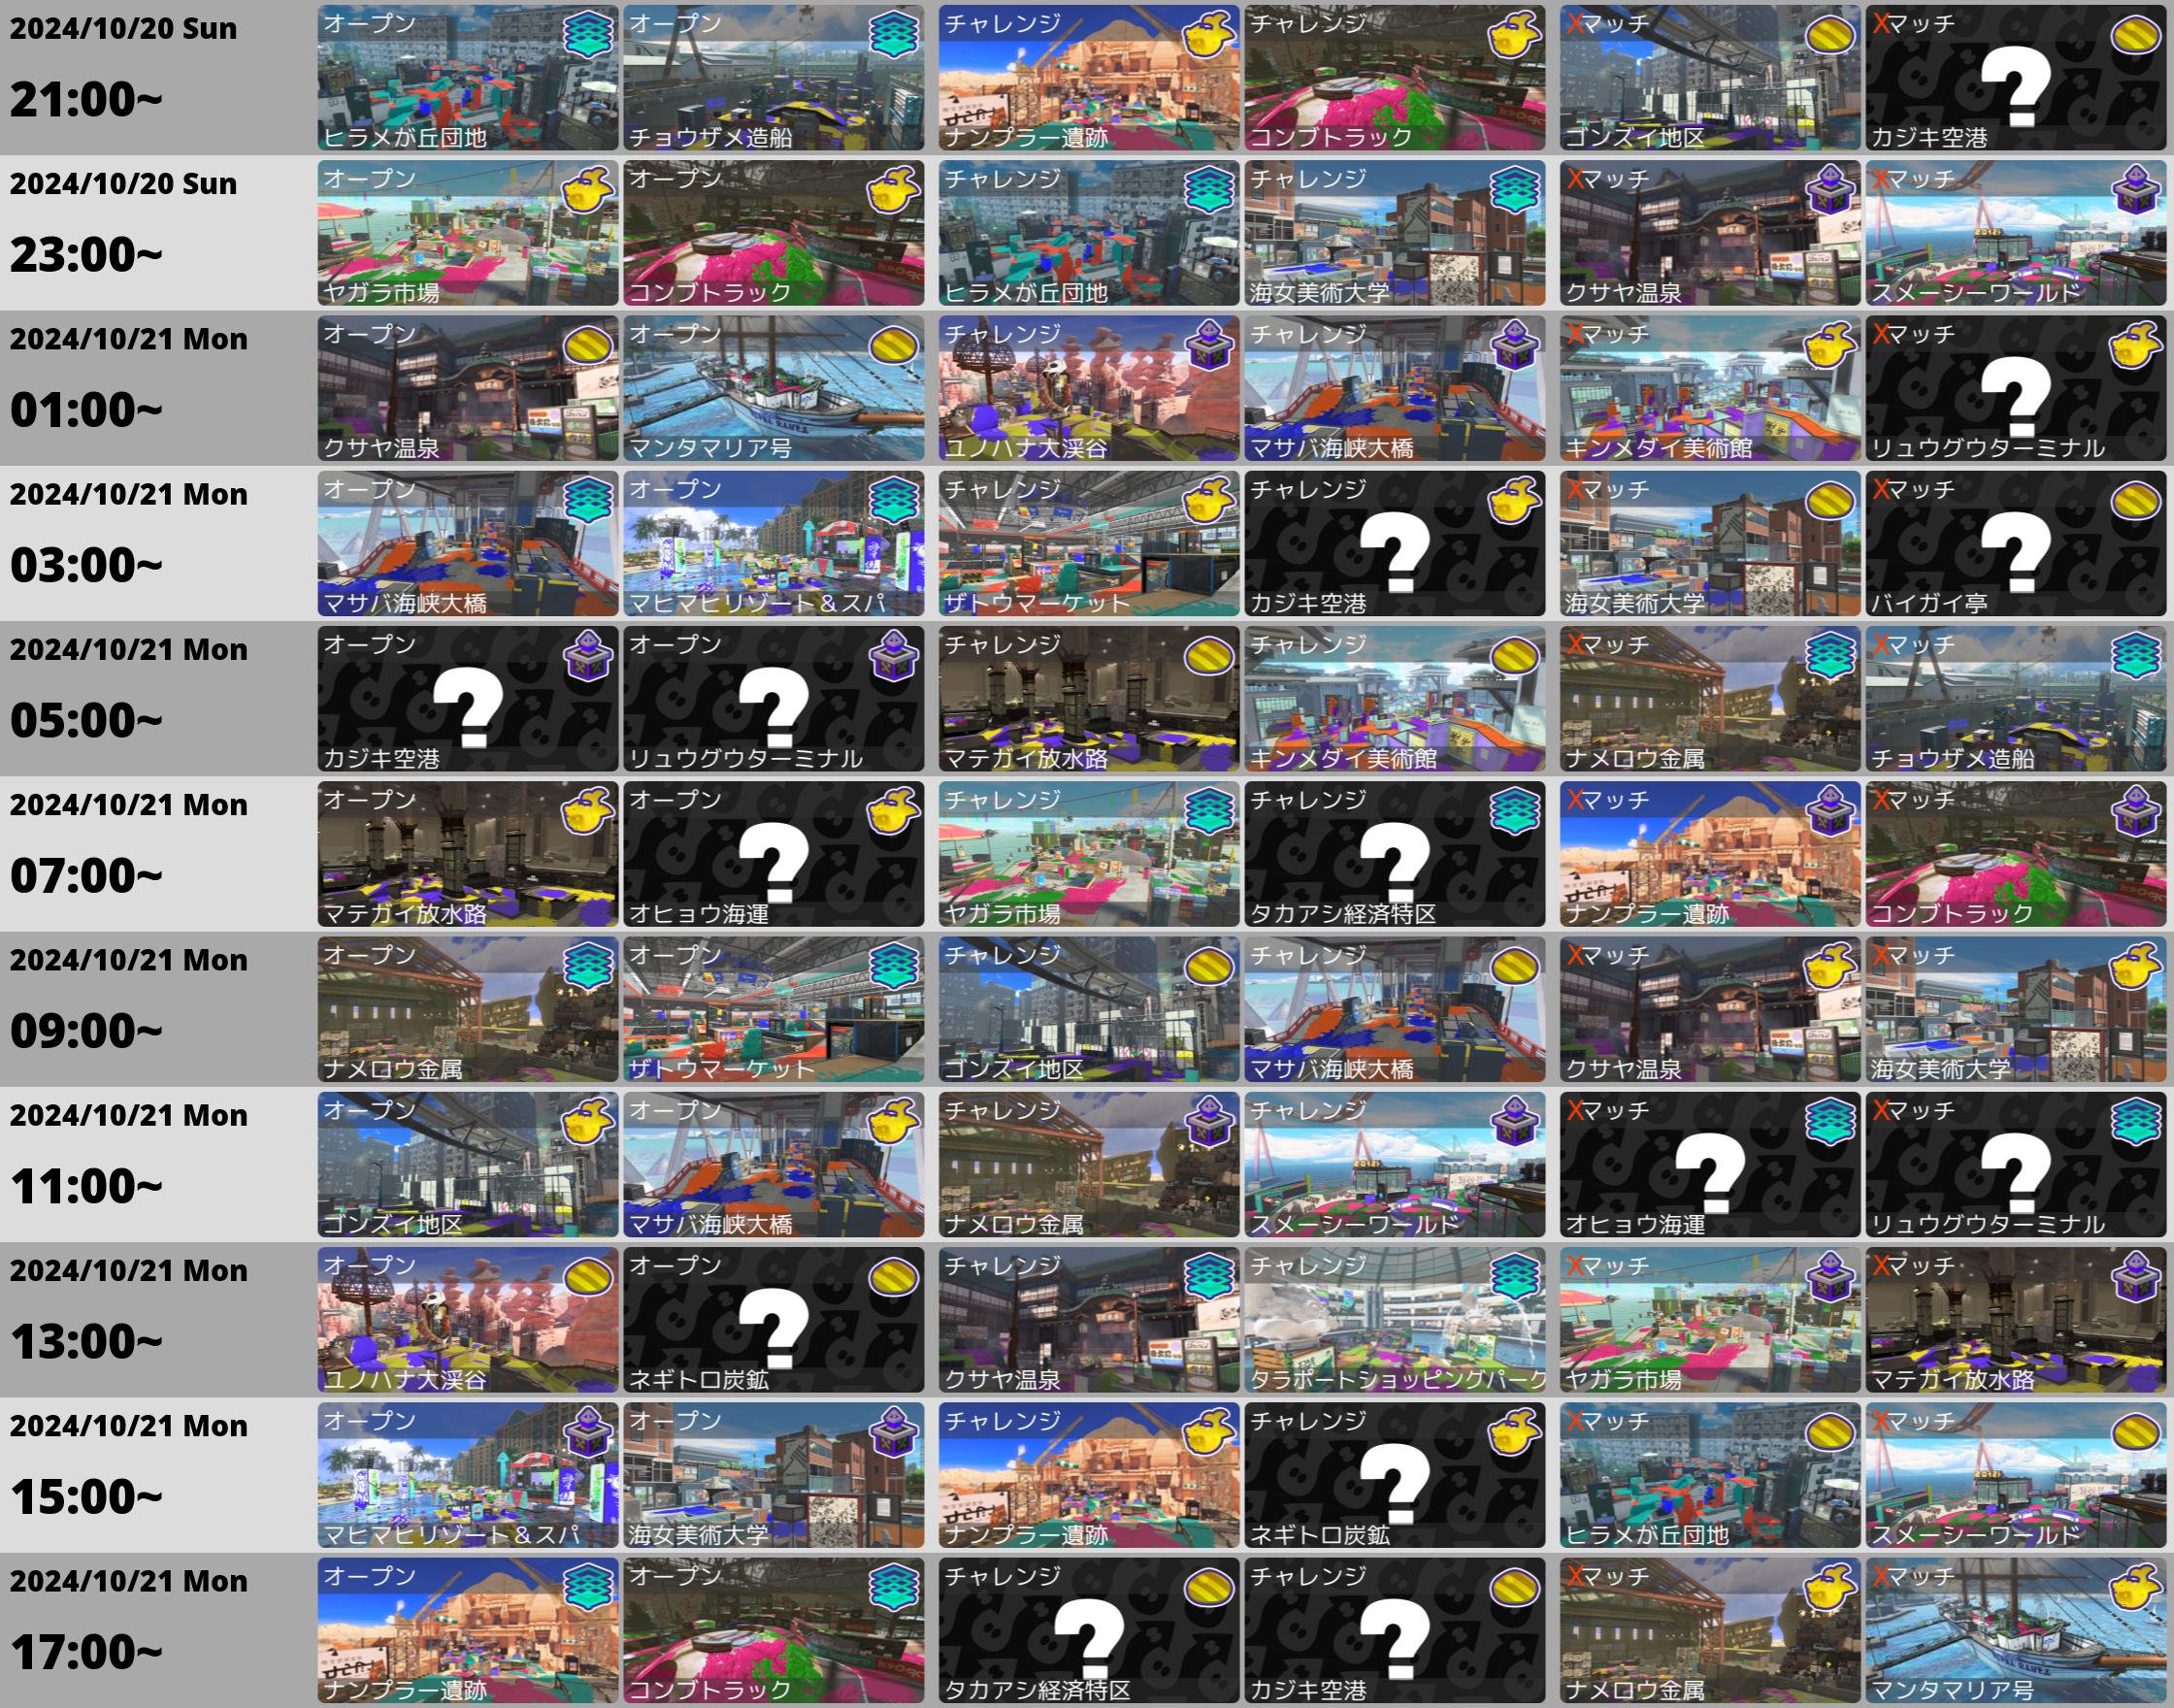 2024/10/20 Sun
21:00~
オープン
ヒラメが丘団地
オープン
チョウザメ造船
チャレンジ
ナンプラー遺跡
チャレンジ
コンブトラック
Xマッチ
ゴンズイ地区
Xマッチ
?
カジキ空港
2024/10/20 Sun
23:00~
オープン
ヤガラ市場
オープン
コンブトラック
チャレンジ
ヒラメが丘団地
チャレンジ
海女美術大学
Xマッチ
クサヤ温泉
Xマッチ
スメーシーワールド
2024/10/21 Mon
01:00~
オープン
クサヤ温泉
オープン
マンタマリア号
チャレンジ
ユノハナ大渓谷
チャレンジ
マサバ海峡大橋
Xマッチ
キンメダイ美術館
Xマッチ
?
リュウグウターミナル
2024/10/21 Mon
03:00~
オープン
マサバ海峡大橋
オープン
マヒマヒリゾート＆スパ
チャレンジ
ザトウマーケット
チャレンジ
?
カジキ空港
Xマッチ
海女美術大学
Xマッチ
?
バイガイ亭
2024/10/21 Mon
05:00~
オープン
?
カジキ空港
オープン
?
リュウグウターミナル
チャレンジ
マテガイ放水路
チャレンジ
キンメダイ美術館
Xマッチ
ナメロウ金属
Xマッチ
チョウザメ造船
2024/10/21 Mon
07:00~
オープン
マテガイ放水路
オープン
?
オヒョウ海運
チャレンジ
ヤガラ市場
チャレンジ
?
タカアシ経済特区
Xマッチ
ナンプラー遺跡
Xマッチ
コンブトラック
2024/10/21 Mon
09:00~
オープン
ナメロウ金属
オープン
ザトウマーケット
チャレンジ
ゴンズイ地区
チャレンジ
マサバ海峡大橋
Xマッチ
クサヤ温泉
Xマッチ
海女美術大学
2024/10/21 Mon
11:00~
オープン
ゴンズイ地区
オープン
マサバ海峡大橋
チャレンジ
ナメロウ金属
チャレンジ
スメーシーワールド
Xマッチ
?
オヒョウ海運
Xマッチ
?
リュウグウターミナル
2024/10/21 Mon
13:00~
オープン
ユノハナ大渓谷
オープン
?
ネギトロ炭鉱
チャレンジ
クサヤ温泉
チャレンジ
タラポートショッピングパーク
Xマッチ
ヤガラ市場
Xマッチ
マテガイ放水路
2024/10/21 Mon
15:00~
オープン
マヒマヒリゾート＆スパ
オープン
海女美術大学
チャレンジ
ナンプラー遺跡
チャレンジ
?
ネギトロ炭鉱
Xマッチ
ヒラメが丘団地
Xマッチ
スメーシーワールド
2024/10/21 Mon
17:00~
オープン
ナンプラー遺跡
オープン
コンブトラック
チャレンジ
?
タカアシ経済特区
チャレンジ
?
カジキ空港
Xマッチ
ナメロウ金属
Xマッチ
マンタマリア号